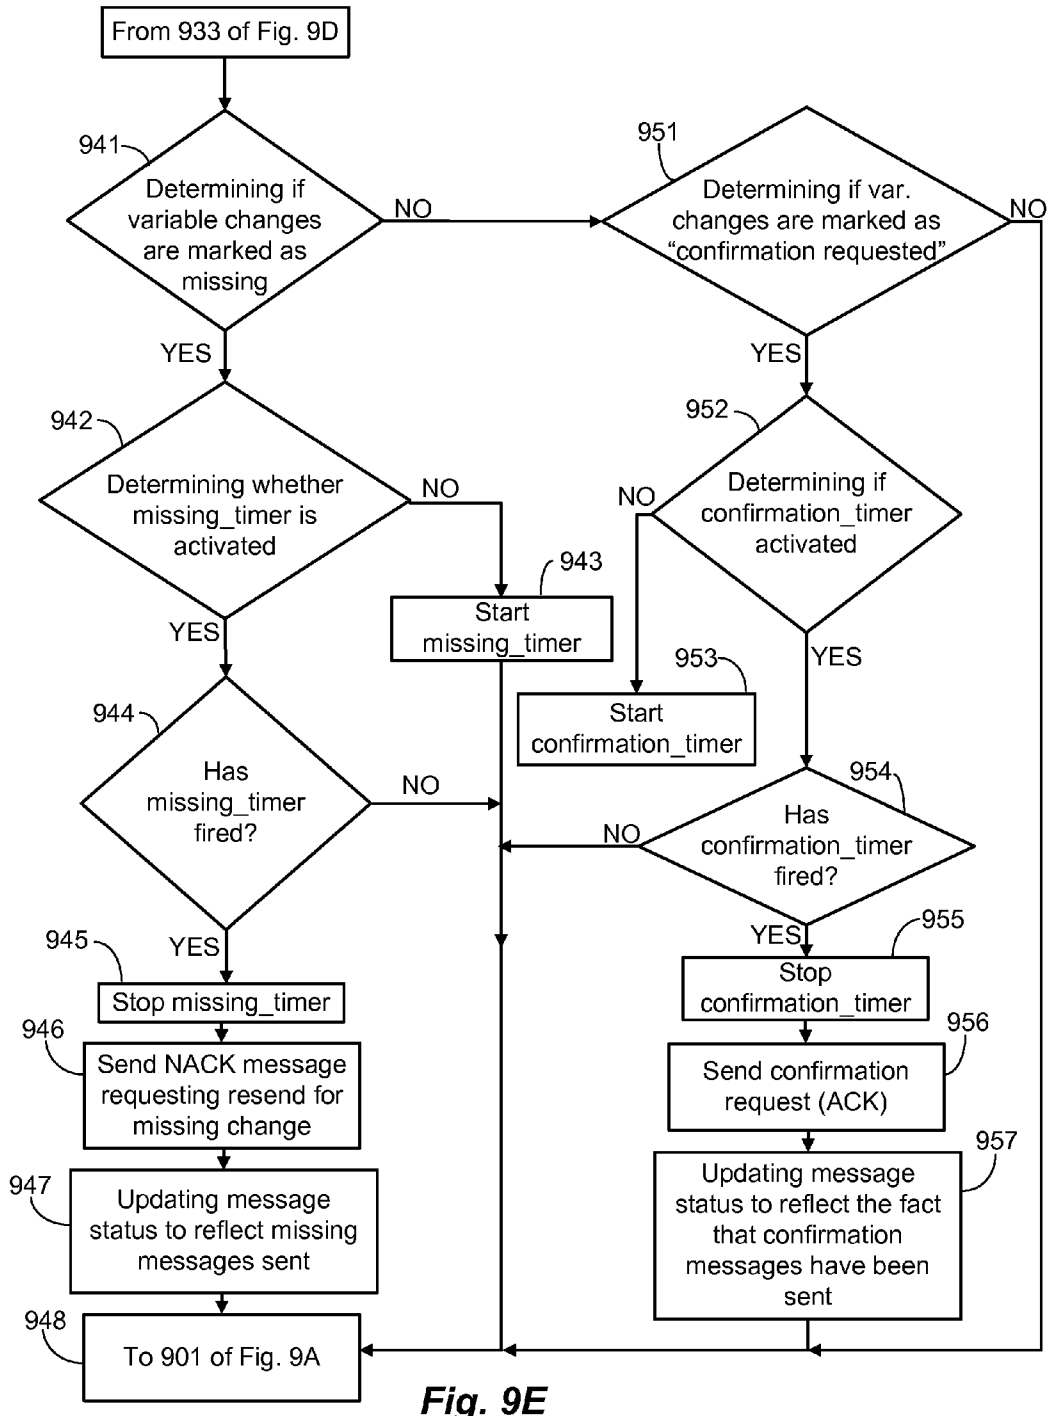 From 933 of Fig. 9D
941
Determining if
variable changes
are marked as
missing
NO
YES
951
Determining if var.
changes are marked as
“confirmation requested”
NO
YES
942
Determining whether
missing_timer is
activated
NO
YES
943
Start
missing_timer
952
Determining if
confirmation_timer
activated
NO
YES
953
Start
confirmation_timer
944
Has
missing_timer
fired?
NO
YES
954
Has
confirmation_timer
fired?
NO
YES
945
Stop missing_timer
955
Stop
confirmation_timer
946
Send NACK message
requesting resend for
missing change
956
Send confirmation
request (ACK)
947
Updating message
status to reflect missing
messages sent
957
Updating message
status to reflect the fact
that confirmation
messages have been
sent
948
To 901 of Fig. 9A
Fig. 9E